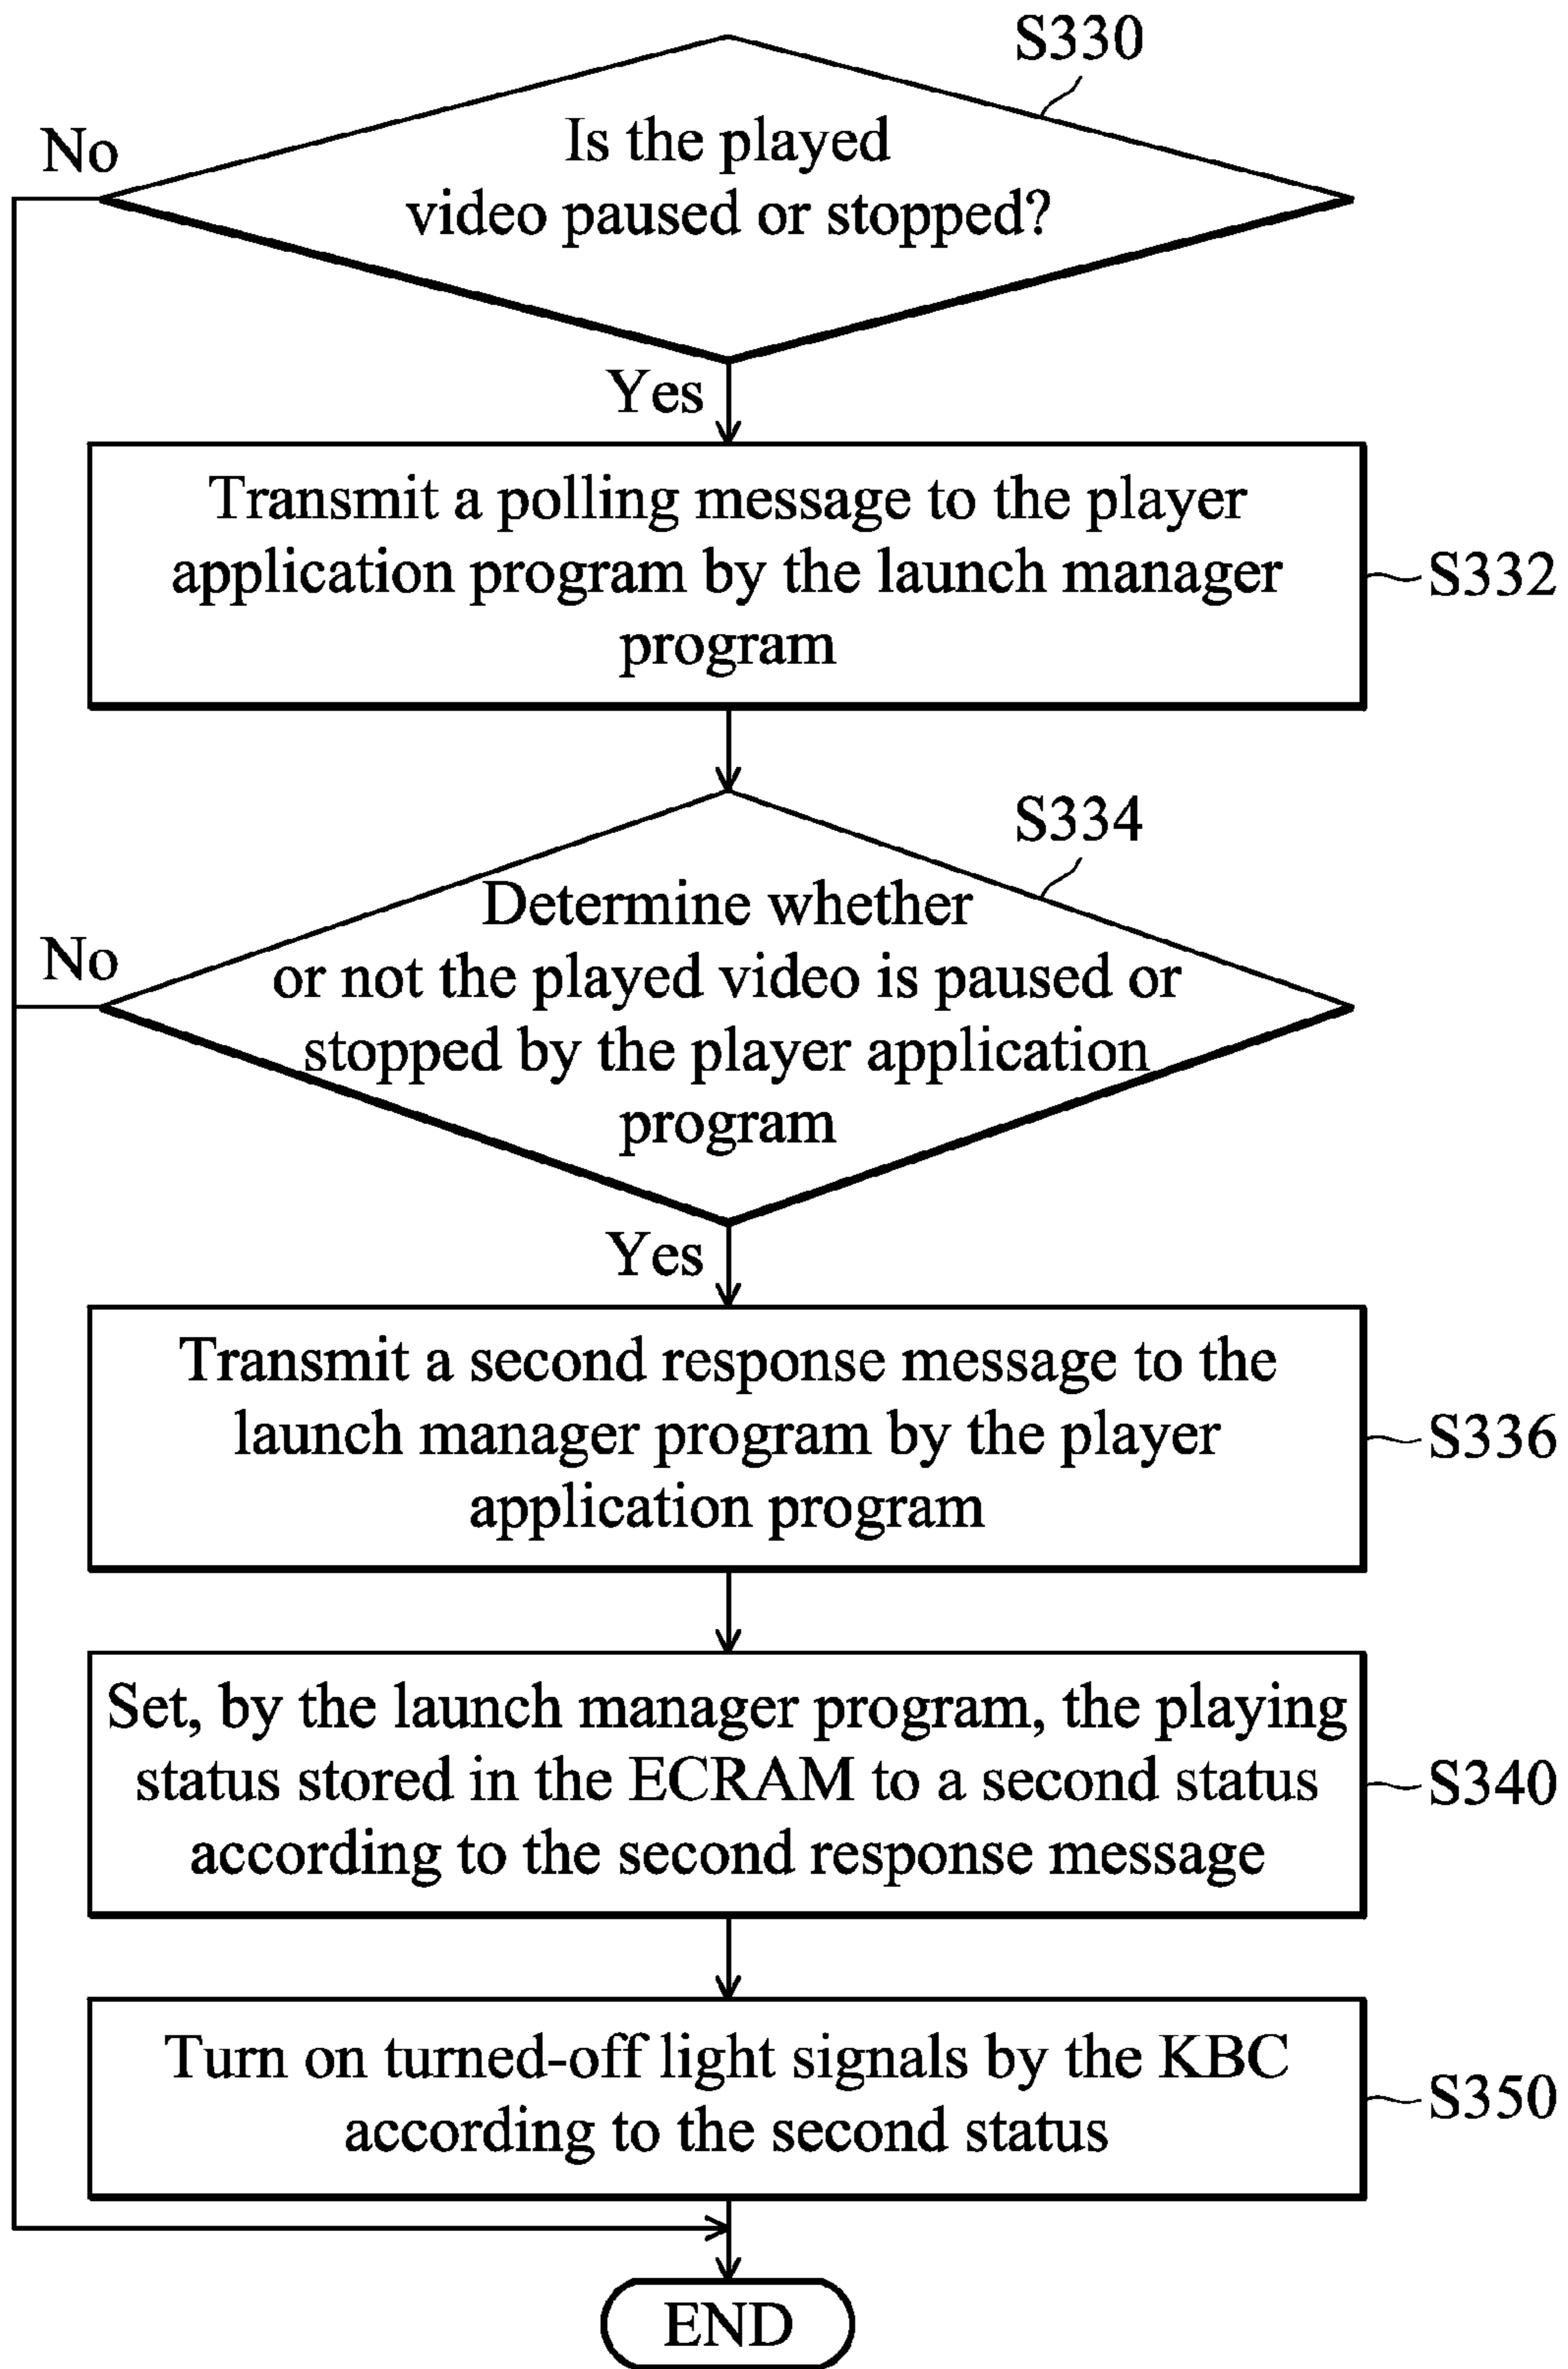 S330
No
Is the played
video paused or stopped?
Yes
Transmit a polling message to the player
application program by the launch manager
program
S332
S334
No
Determine whether
or not the played video is paused or
stopped by the player application
program
Yes
Transmit a second response message to the
launch manager program by the player
application program
S336
Set, by the launch manager program, the playing
status stored in the ECRAM to a second status
according to the second response message
S340
Turn on turned-off light signals by the KBC
according to the second status
S350
END